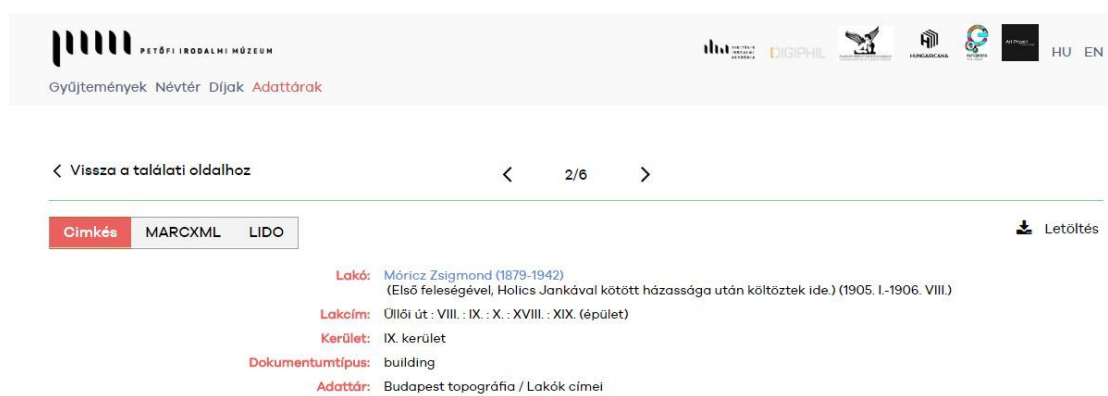 PETŐFI IRODALMI MÚZEUM
DIGIPHIL
HUNGARICANA
HU EN
Gyűjtemények Névtér Díjak Adattárak
Vissza a találati oldalhoz
2/6
Cimkés MARCXML LIDO
Letöltés
Lakó: Móricz Zsigmond (1879-1942)
(Első feleségével, Holics Jankával kötött házassága után költöztek ide.) (1905. I.-1906. VIII.)
Lakcím: Üllői út : VIII. : IX. : X. : XVIII. : XIX. (épület)
Kerület: IX. kerület
Dokumentumtípus: building
Adattár: Budapest topográfia / Lakók címei